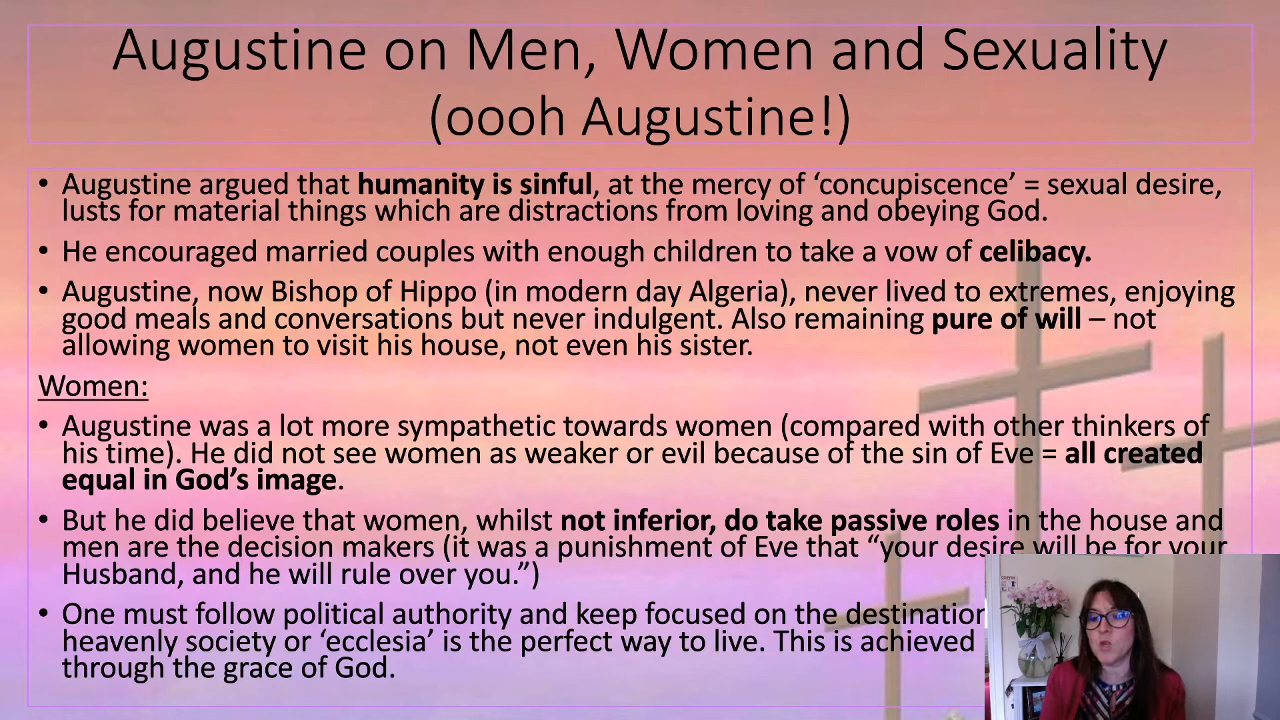 Augustine on Men, Women and Sexuality
(oooh Augustine!)
• Augustine argued that humanity is sinful, at the mercy of ‘concupiscence’ = sexual desire,
lusts for material things which are distractions from loving and obeying God.
• He encouraged married couples with enough children to take a vow of celibacy.
• Augustine, now Bishop of Hippo (in modern day Algeria), never lived to extremes, enjoying
good meals and conversations but never indulgent. Also remaining pure of will – not
allowing women to visit his house, not even his sister.
Women:
• Augustine was a lot more sympathetic towards women (compared with other thinkers of
his time). He did not see women as weaker or evil because of the sin of Eve = all created
equal in God’s image.
• But he did believe that women, whilst not inferior, do take passive roles in the house and
men are the decision makers (it was a punishment of Eve that “your desire will be for your
Husband, and he will rule over you.”)
• One must follow political authority and keep focused on the destination
heavenly society or ‘ecclesia’ is the perfect way to live. This is achieved
through the grace of God.